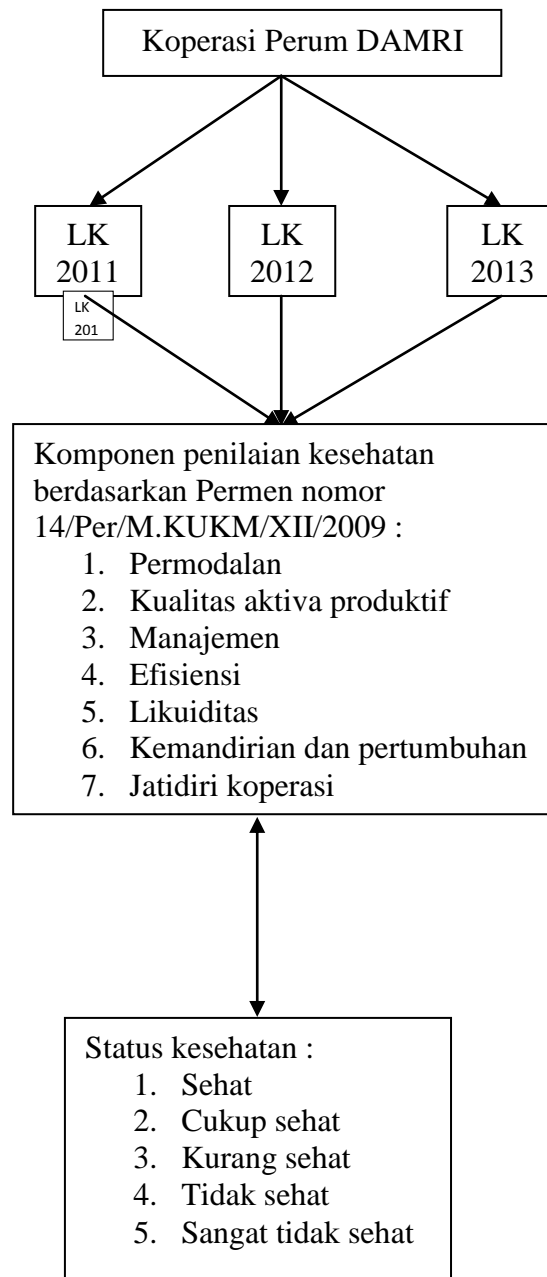 Koperasi Perum DAMRI
LK
2011
LK
2012
LK
2013
LK
201
Komponen penilaian kesehatan
berdasarkan Permen nomor
14/Per/M.KUKM/XII/2009 :
1. Permodalan
2. Kualitas aktiva produktif
3. Manajemen
4. Efisiensi
5. Likuiditas
6. Kemandirian dan pertumbuhan
7. Jatidiri koperasi
Status kesehatan :
1. Sehat
2. Cukup sehat
3. Kurang sehat
4. Tidak sehat
5. Sangat tidak sehat